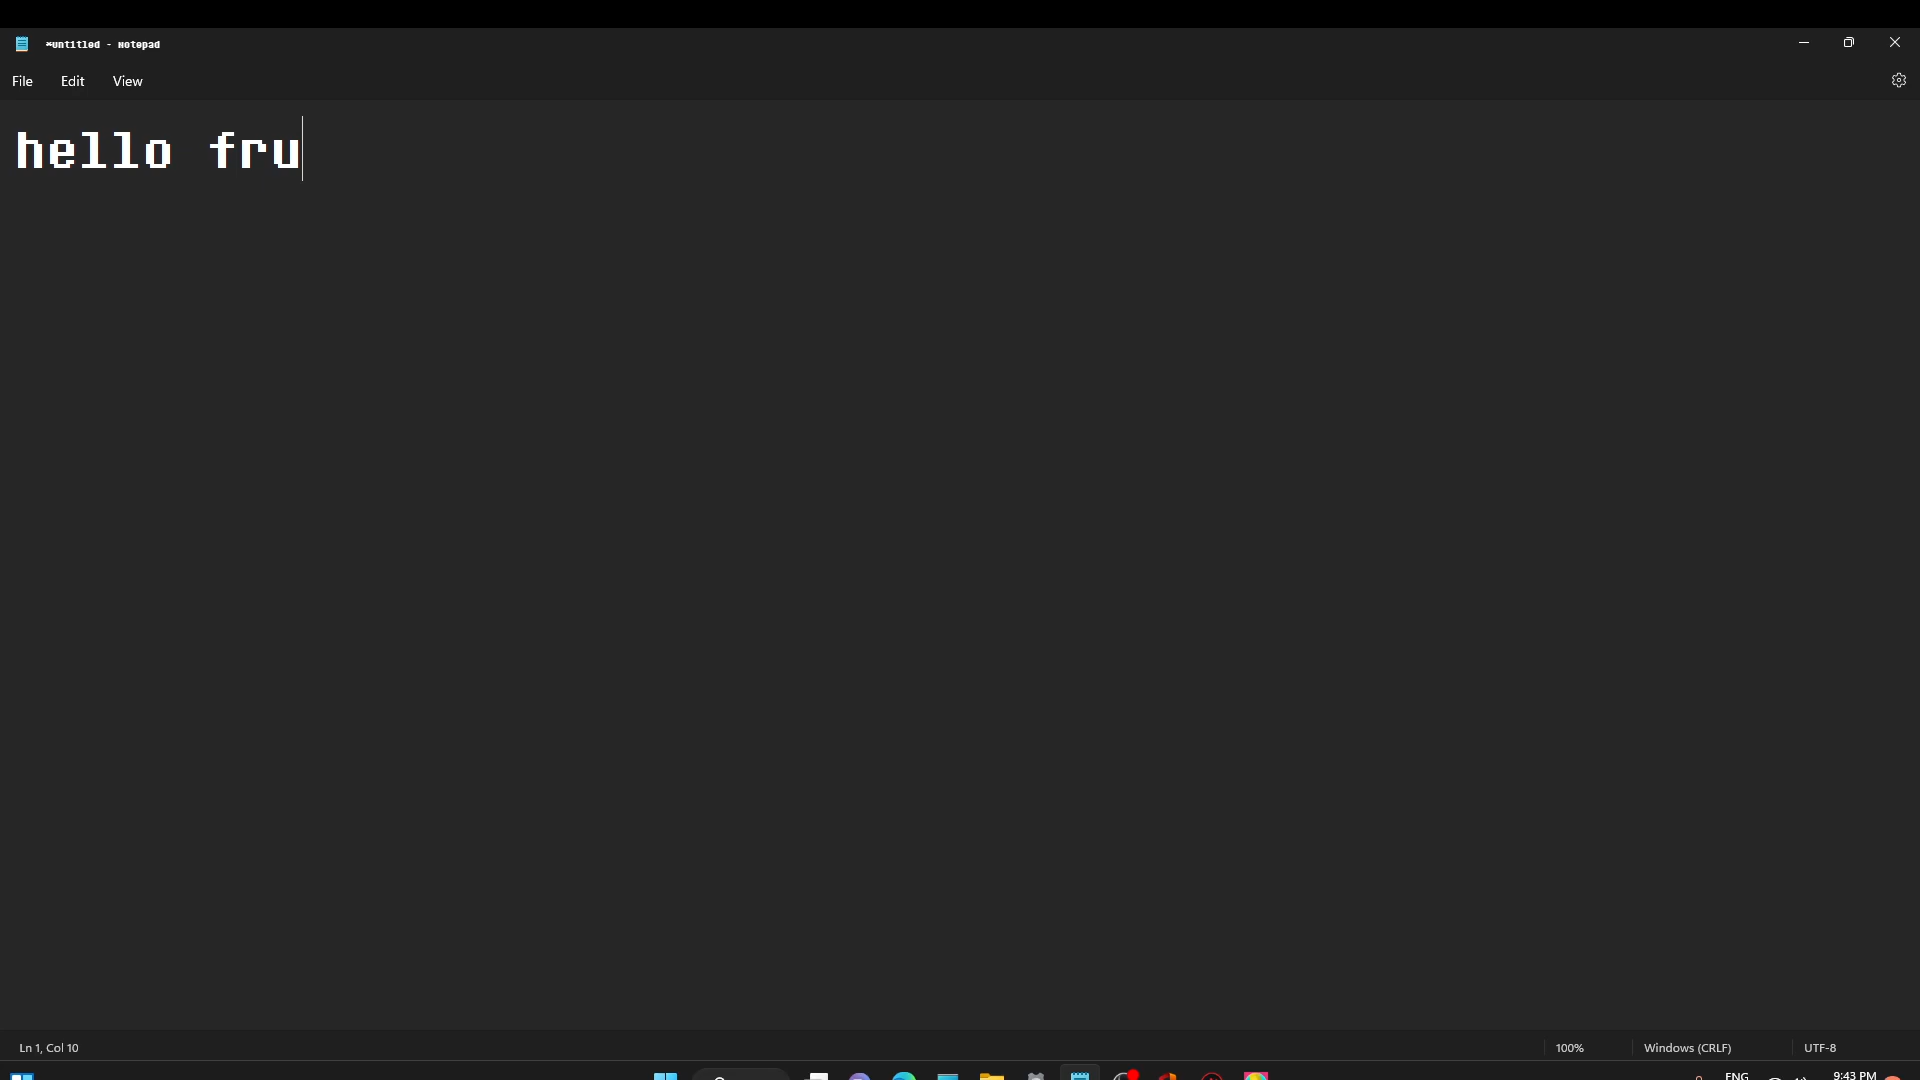 *Untitled - Notepad
File Edit View
hello fru
Ln 1, Col 10 100% Windows (CRLF) UTF-8
ENG 9:43 PM